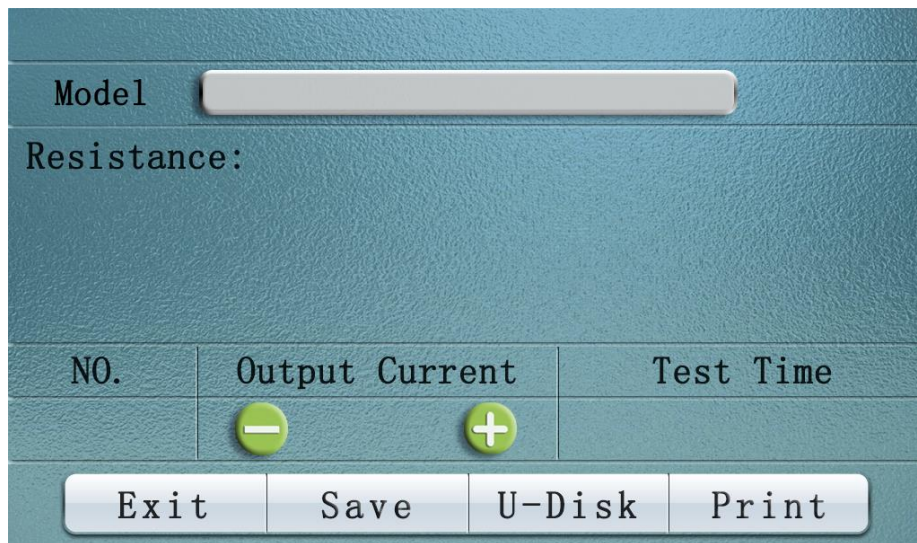 Model
Resistance:
NO. Output Current Test Time
Exit Save U-Disk Print